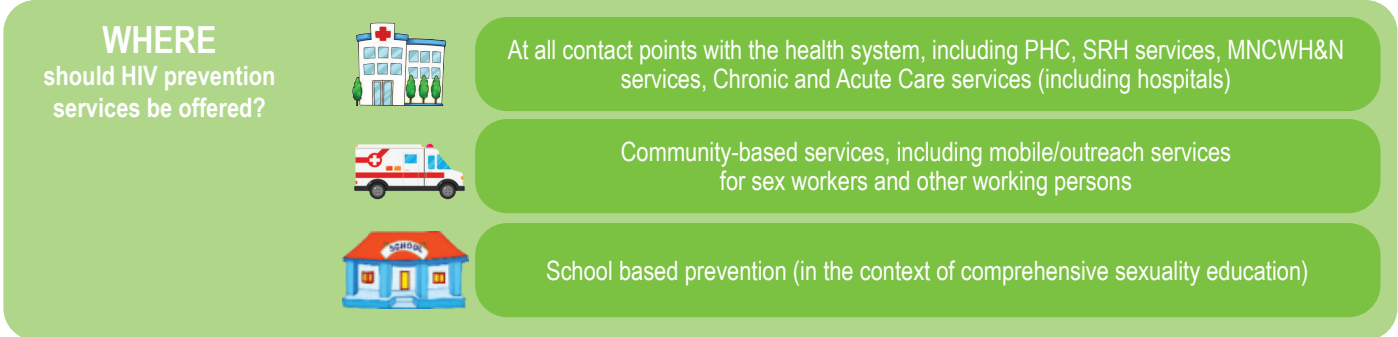 WHERE
should HIV prevention
services be offered?
At all contact points with the health system, including PHC, SRH services, MNCWH&N
services, Chronic and Acute Care services (including hospitals)
Community-based services, including mobile/outreach services
for sex workers and other working persons
SCHOOL
School based prevention (in the context of comprehensive sexuality education)